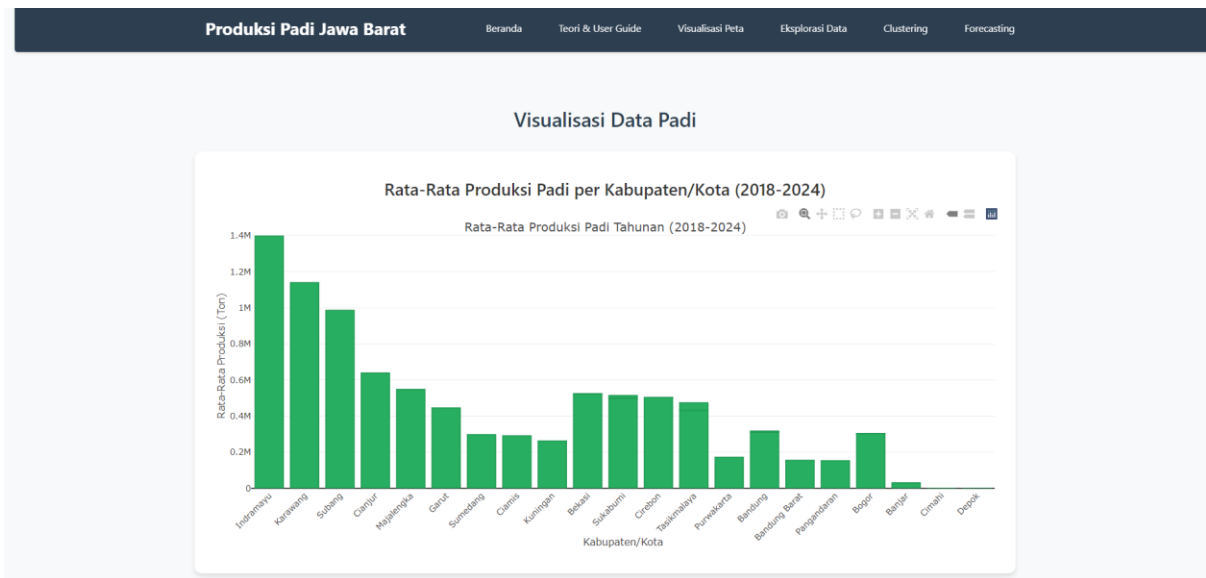 Produksi Padi Jawa Barat Beranda Teori & User Guide Visualisasi Peta Eksplorasi Data Clustering Forecasting
Visualisasi Data Padi
Rata-Rata Produksi Padi per Kabupaten/Kota (2018-2024)
Rata-Rata Produksi Padi Tahunan (2018-2024)
Rata-Rata Produksi (Ton)
1.4M
1.2M
1M
0.8M
0.6M
0.4M
0.2M
0
Indramayu Karawang Subang Cianjur Majalengka Garut Sumedang Ciamis Kuningan Bekasi Sukabumi Cirebon Tasikmalaya Purwakarta Bandung Bandung Barat Pangandaran Bogor Banjar Cimahi Depok
Kabupaten/Kota